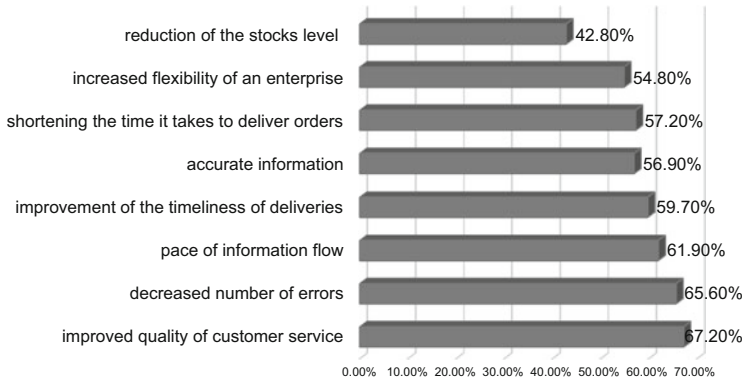 reduction of the stocks level 42.80%
increased flexibility of an enterprise 54.80%
shortening the time it takes to deliver orders 57.20%
accurate information 56.90%
improvement of the timeliness of deliveries 59.70%
pace of information flow 61.90%
decreased number of errors 65.60%
improved quality of customer service 67.20%
0.00% 10.00% 20.00% 30.00% 40.00% 50.00% 60.00% 70.00%